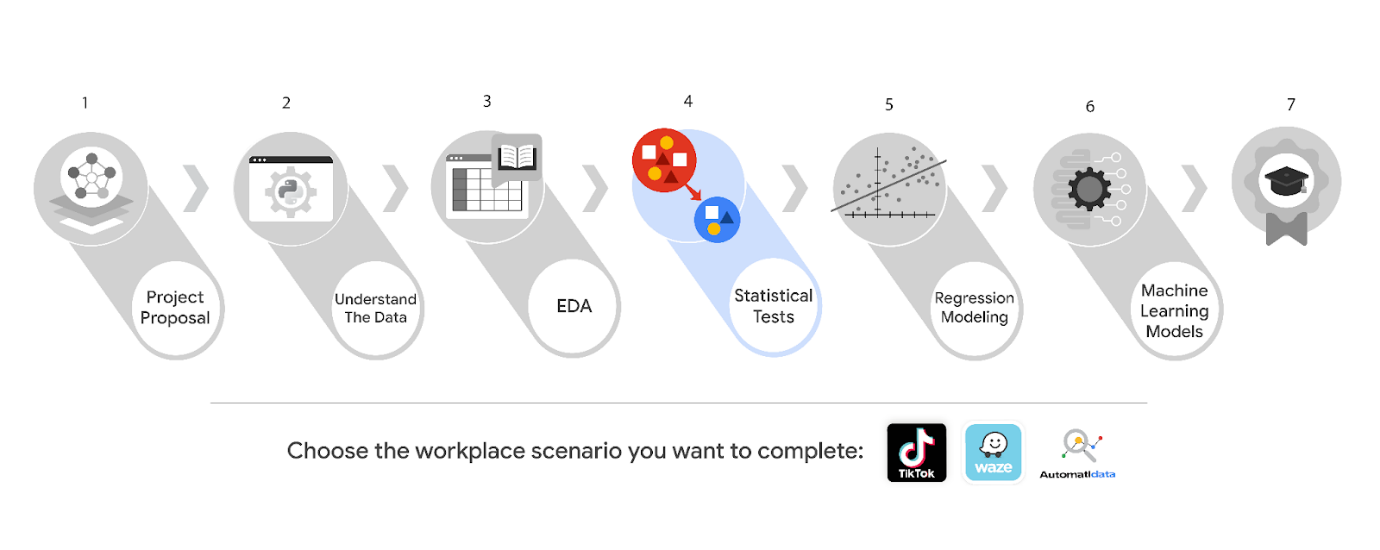 1
2
3
4
5
6
7
Project
Proposal
Understand
The Data
EDA
Statistical
Tests
Regression
Modeling
Machine
Learning
Models
Choose the workplace scenario you want to complete:
TikTok
waze
Automatidata